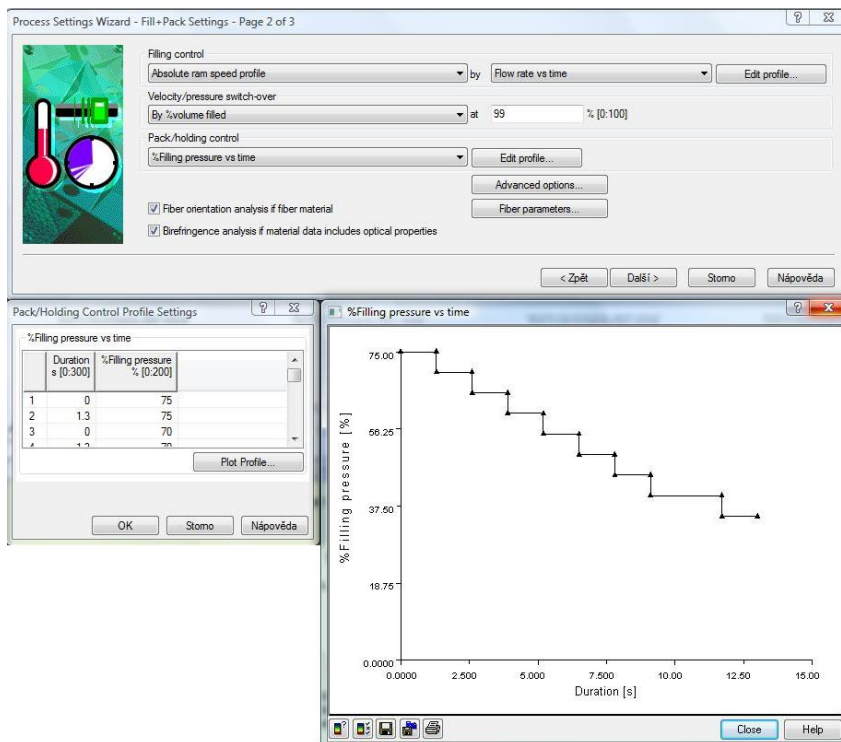 Process Settings Wizard - Fill+Pack Settings - Page 2 of 3
Filling control
Absolute ram speed profile by Flow rate vs time Edit profile...
Velocity/pressure switch-over
By %volume filled at 99 % [0:100]
Pack/holding control
%Filling pressure vs time Edit profile...
Advanced options...
Fiber orientation analysis if fiber material Fiber parameters...
Birefringence analysis if material data includes optical properties
< Zpět Další > Storno Nápověda
Pack/Holding Control Profile Settings
%Filling pressure vs time
Duration %Filling pressure
s [0:300] % [0:200]
1 0 75
2 1.3 75
3 0 70
Plot Profile...
OK Storno Nápověda
%Filling pressure vs time
75.00
56.25
37.50
18.75
0.0000
%Filling pressure [%]
0.0000 2.500 5.000 7.500 10.00 12.50 15.00
Duration [s]
Close Help